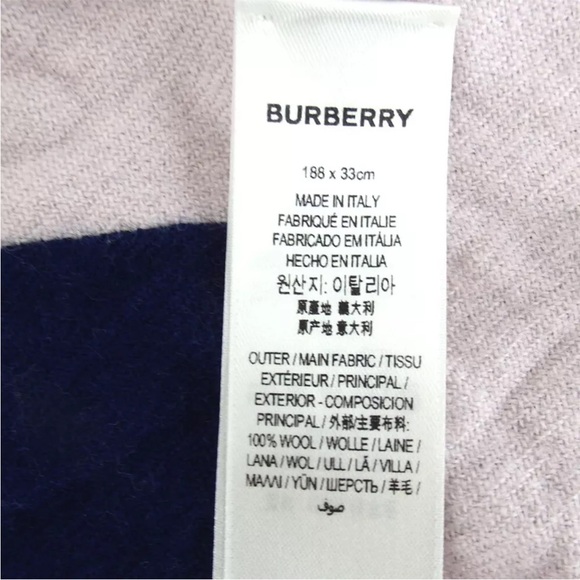 BURBERRY
188 x 33cm
MADE IN ITALY
FABRIQUÉ EN ITALIE
FABRICADO EM ITÁLIA
HECHO EN ITALIA
원산지: 이탈리아
原產地 義大利
原产地 意大利
OUTER / MAIN FABRIC / TISSU
EXTÉRIEUR / PRINCIPAL /
EXTERIOR - COMPOSICION
PRINCIPAL / 外部/主要布料:
100% WOOL / WOLLE / LAINE /
LANA / WOL / ULL / LÃ / VILLA /
ΜΑΛΛΙ / YÜN / ШЕРСТЬ / 羊毛 /
صوف